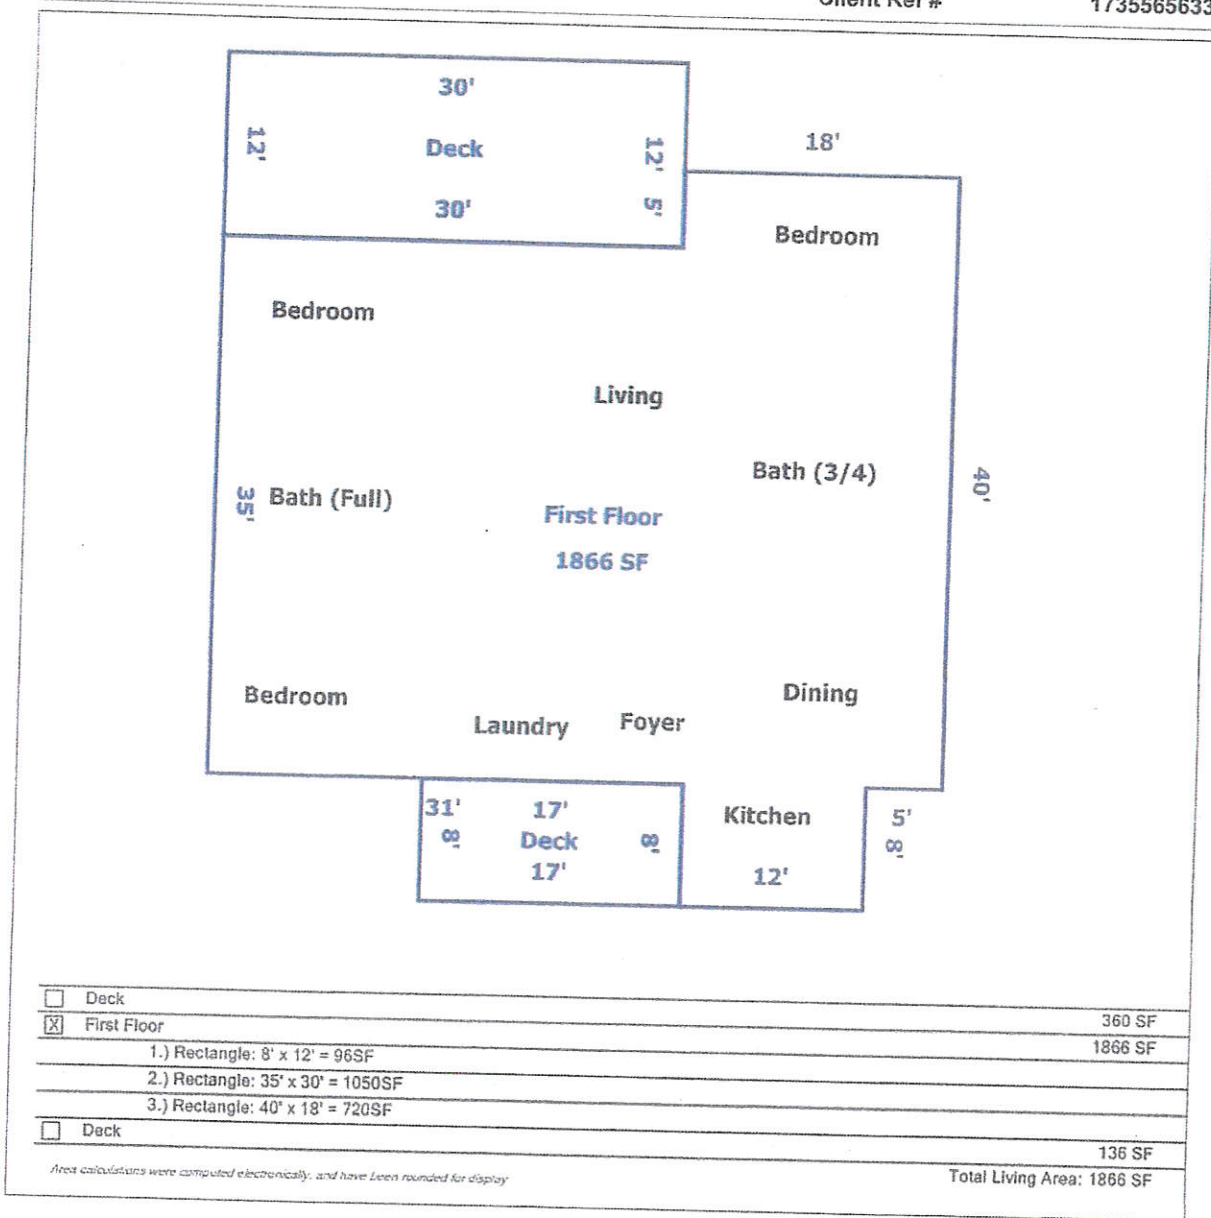 Client Ref # 1735565633
30'
12' Deck 12' 18'
30' 5'
Bedroom
Bedroom
Living
Bath (3/4)
40'
35' Bath (Full)
First Floor
1866 SF
Bedroom
Dining
Laundry Foyer
31' 17' Kitchen 5'
8' Deck 8' 8'
17' 12'
Deck 360 SF
X First Floor 1866 SF
1.) Rectangle: 8' x 12' = 96SF
2.) Rectangle: 35' x 30' = 1050SF
3.) Rectangle: 40' x 18' = 720SF
Deck 136 SF
Area calculations were computed electronically, and have been rounded for display
Total Living Area: 1866 SF